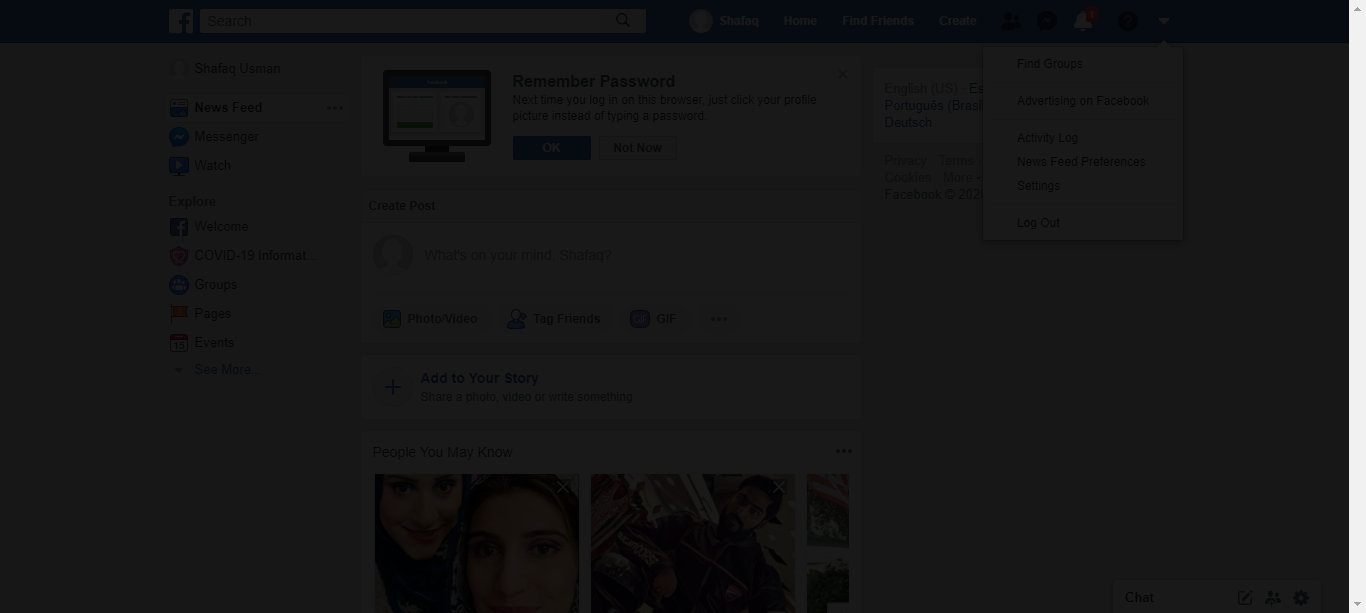 Search
Shafaq Home Find Friends Create
1
Shafaq Usman
News Feed
Messenger
Watch
Explore
Welcome
COVID-19 Informat...
Groups
Pages
15 Events
See More...
Remember Password
Next time you log in on this browser, just click your profile
picture instead of typing a password.
OK Not Now
Create Post
What's on your mind, Shafaq?
Photo/Video Tag Friends GIF
Add to Your Story
Share a photo, video or write something
People You May Know
English (US)
Português (Brasil
Deutsch
Privacy Terms
Cookies More
Facebook © 2020
Find Groups
Advertising on Facebook
Activity Log
News Feed Preferences
Settings
Log Out
Chat